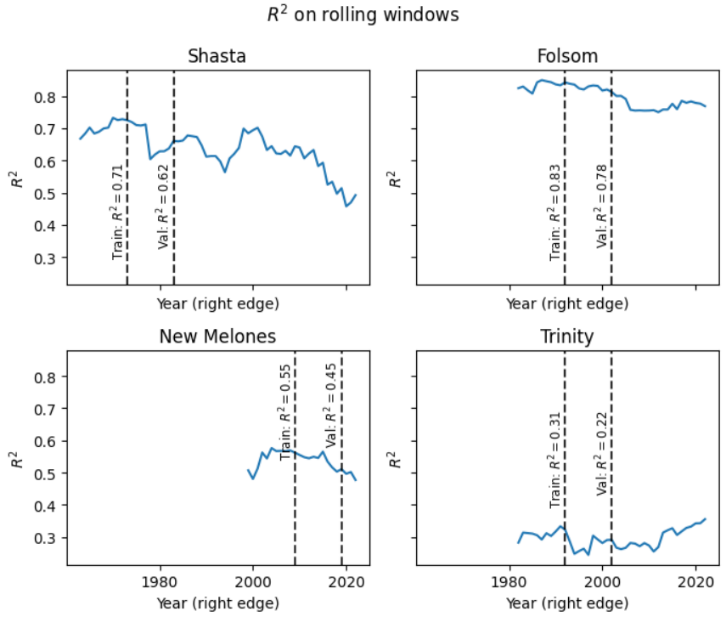 R² on rolling windows
Shasta
Folsom
0.8
0.7
0.6
0.5
0.4
0.3
R²
Train: R² = 0.71
Val: R² = 0.62
R²
Train: R² = 0.83
Val: R² = 0.78
Year (right edge)
Year (right edge)
New Melones
Trinity
0.8
0.7
0.6
0.5
0.4
0.3
R²
Train: R² = 0.55
Val: R² = 0.45
R²
Train: R² = 0.31
Val: R² = 0.22
1980 2000 2020
1980 2000 2020
Year (right edge)
Year (right edge)